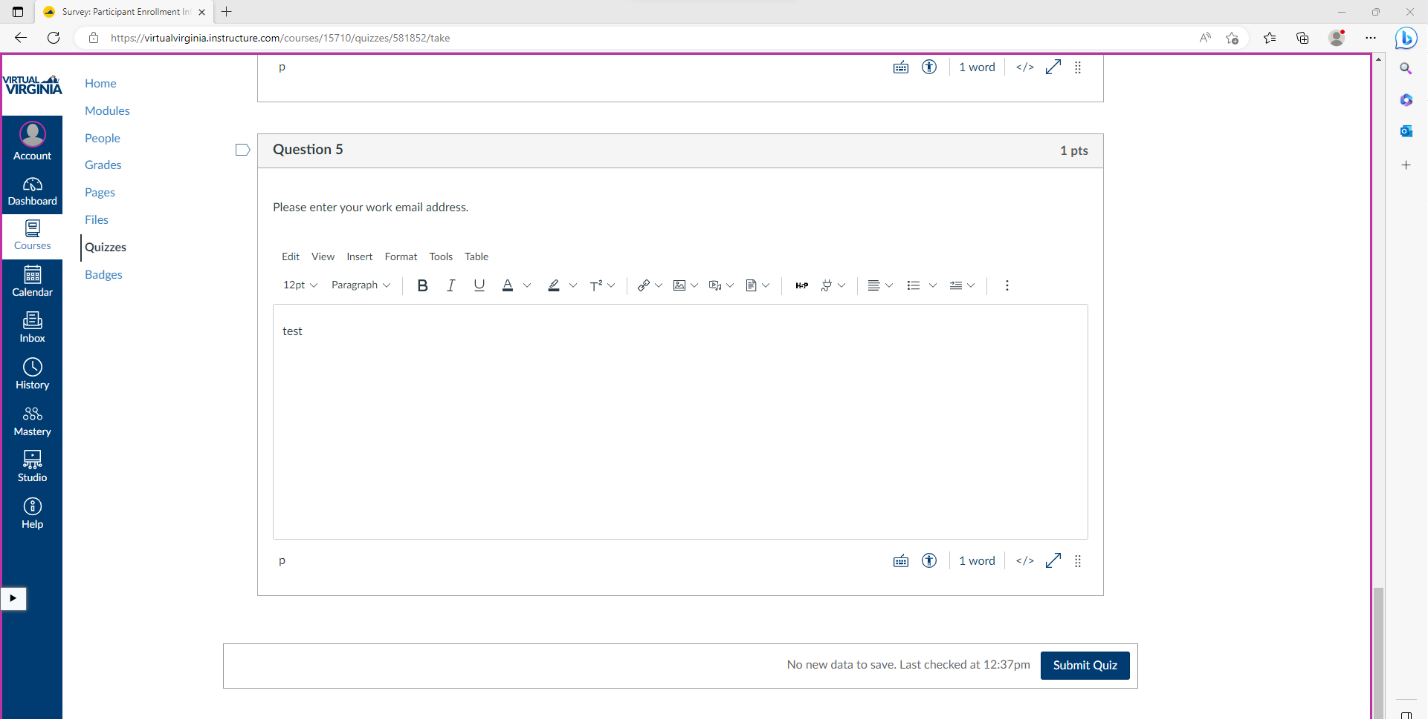 Survey: Participant Enrollment In
https://virtualvirginia.instructure.com/courses/15710/quizzes/581852/take
VIRTUAL
VIRGINIA
Account
Dashboard
Courses
Calendar
Inbox
History
Mastery
Studio
Help
Home
Modules
People
Grades
Pages
Files
Quizzes
Badges
p 1 word </>
Question 5 1 pts
Please enter your work email address.
Edit View Insert Format Tools Table
12pt Paragraph B I U A T² H5P
test
p 1 word </>
No new data to save. Last checked at 12:37pm Submit Quiz